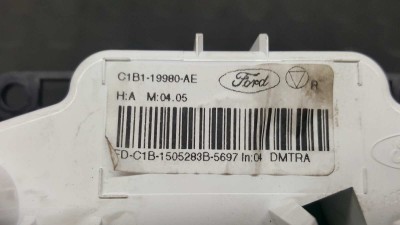 C1B1-19980-AE Ford R
H:A M:04.05
FD-C1B-1505283B-5697 In:04 DMTRA